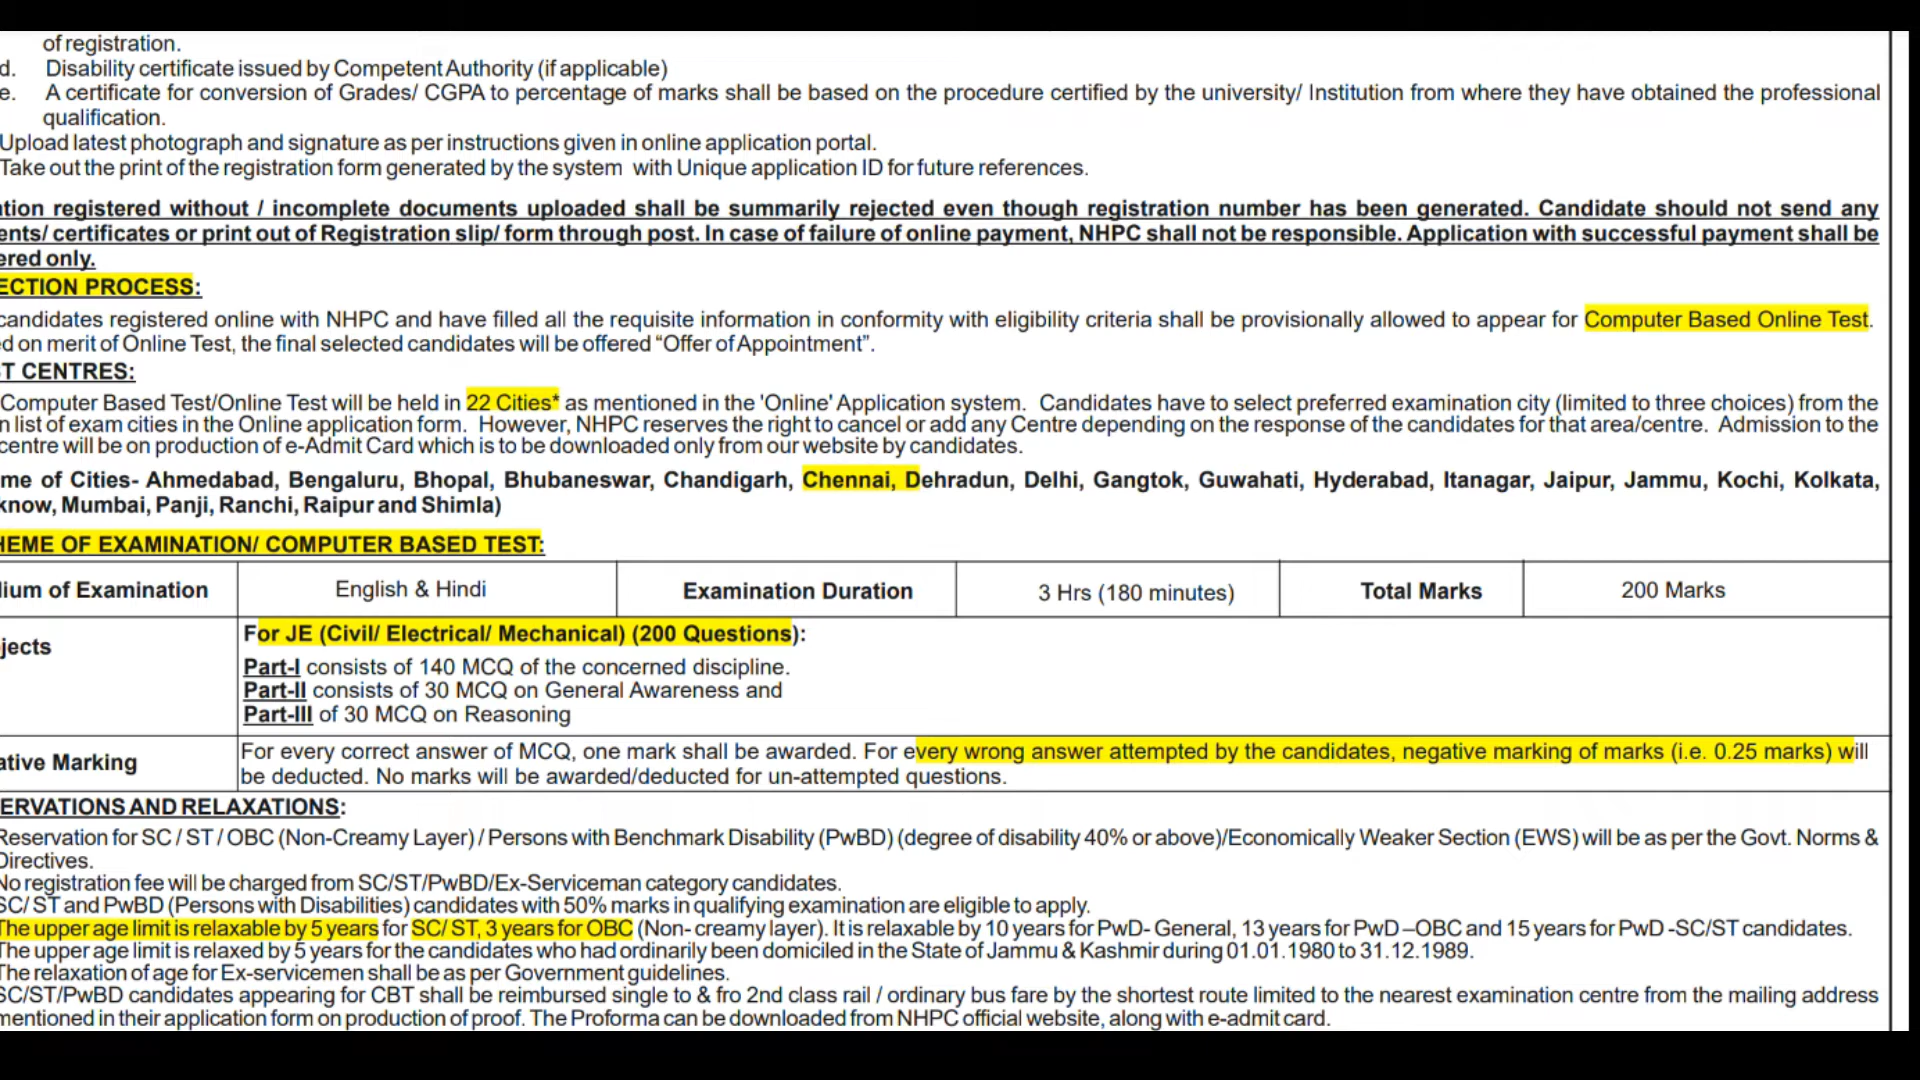 of registration.
d. Disability certificate issued by Competent Authority (if applicable)
e. A certificate for conversion of Grades/ CGPA to percentage of marks shall be based on the procedure certified by the university/ Institution from where they have obtained the professional
qualification.
Upload latest photograph and signature as per instructions given in online application portal.
Take out the print of the registration form generated by the system with Unique application ID for future references.
tion registered without / incomplete documents uploaded shall be summarily rejected even though registration number has been generated. Candidate should not send any
ents/ certificates or print out of Registration slip/ form through post. In case of failure of online payment, NHPC shall not be responsible. Application with successful payment shall be
ered only.
ECTION PROCESS:
candidates registered online with NHPC and have filled all the requisite information in conformity with eligibility criteria shall be provisionally allowed to appear for Computer Based Online Test.
ed on merit of Online Test, the final selected candidates will be offered “Offer of Appointment”.
T CENTRES:
Computer Based Test/Online Test will be held in 22 Cities* as mentioned in the 'Online' Application system. Candidates have to select preferred examination city (limited to three choices) from the
n list of exam cities in the Online application form. However, NHPC reserves the right to cancel or add any Centre depending on the response of the candidates for that area/centre. Admission to the
centre will be on production of e-Admit Card which is to be downloaded only from our website by candidates.
me of Cities- Ahmedabad, Bengaluru, Bhopal, Bhubaneswar, Chandigarh, Chennai, Dehradun, Delhi, Gangtok, Guwahati, Hyderabad, Itanagar, Jaipur, Jammu, Kochi, Kolkata,
know, Mumbai, Panji, Ranchi, Raipur and Shimla)
HEME OF EXAMINATION/ COMPUTER BASED TEST:
lium of Examination English & Hindi Examination Duration 3 Hrs (180 minutes) Total Marks 200 Marks
jects For JE (Civil/ Electrical/ Mechanical) (200 Questions):
Part-I consists of 140 MCQ of the concerned discipline.
Part-II consists of 30 MCQ on General Awareness and
Part-III of 30 MCQ on Reasoning
ative Marking For every correct answer of MCQ, one mark shall be awarded. For every wrong answer attempted by the candidates, negative marking of marks (i.e. 0.25 marks) will
be deducted. No marks will be awarded/deducted for un-attempted questions.
ERVATIONS AND RELAXATIONS:
Reservation for SC / ST / OBC (Non-Creamy Layer) / Persons with Benchmark Disability (PwBD) (degree of disability 40% or above)/Economically Weaker Section (EWS) will be as per the Govt. Norms &
Directives.
No registration fee will be charged from SC/ST/PwBD/Ex-Serviceman category candidates.
SC/ ST and PwBD (Persons with Disabilities) candidates with 50% marks in qualifying examination are eligible to apply.
The upper age limit is relaxable by 5 years for SC/ ST, 3 years for OBC (Non- creamy layer). It is relaxable by 10 years for PwD- General, 13 years for PwD –OBC and 15 years for PwD -SC/ST candidates.
The upper age limit is relaxed by 5 years for the candidates who had ordinarily been domiciled in the State of Jammu & Kashmir during 01.01.1980 to 31.12.1989.
The relaxation of age for Ex-servicemen shall be as per Government guidelines.
SC/ST/PwBD candidates appearing for CBT shall be reimbursed single to & fro 2nd class rail / ordinary bus fare by the shortest route limited to the nearest examination centre from the mailing address
mentioned in their application form on production of proof. The Proforma can be downloaded from NHPC official website, along with e-admit card.